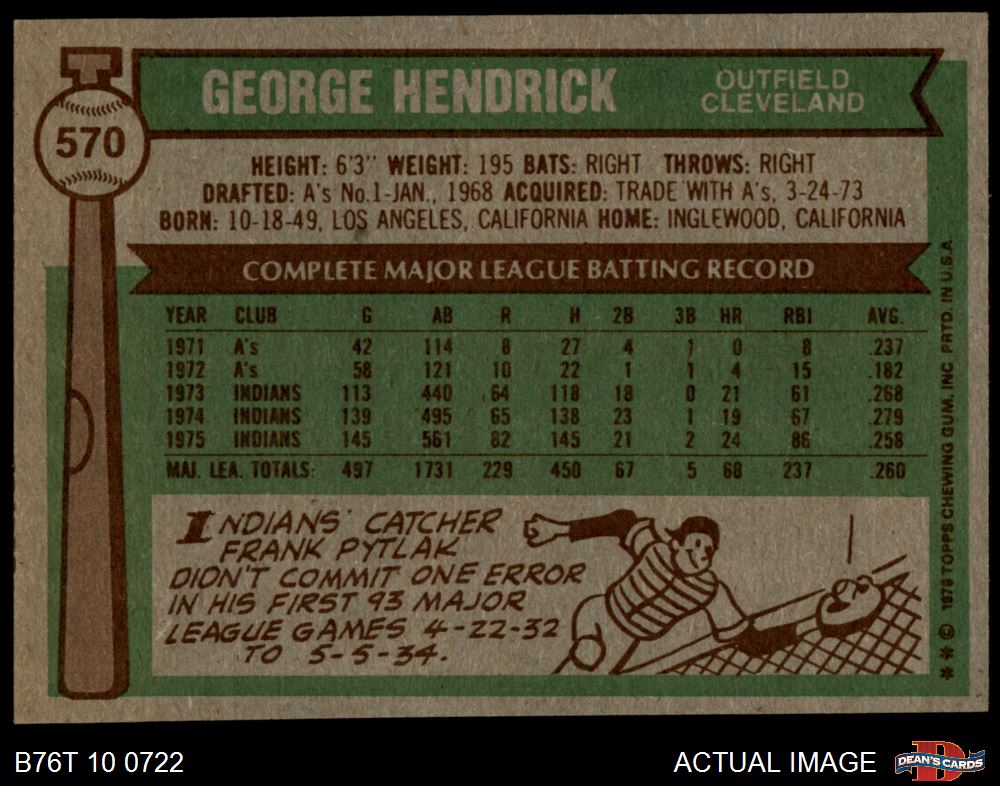 GEORGE HENDRICK
OUTFIELD
CLEVELAND
570
HEIGHT: 6'3" WEIGHT: 195 BATS: RIGHT THROWS: RIGHT
DRAFTED: A's No.1-JAN., 1968 ACQUIRED: TRADE WITH A's, 3-24-73
BORN: 10-18-49, LOS ANGELES, CALIFORNIA HOME: INGLEWOOD, CALIFORNIA
COMPLETE MAJOR LEAGUE BATTING RECORD
YEAR CLUB G AB R H 2B 3B HR RBI AVG.
1971 A's 42 114 8 27 4 1 0 8 .237
1972 A's 58 121 10 22 1 1 4 15 .182
1973 INDIANS 113 440 64 118 18 0 21 61 .268
1974 INDIANS 139 495 65 138 23 1 19 67 .279
1975 INDIANS 145 561 82 145 21 2 24 86 .258
MAJ. LEA. TOTALS: 497 1731 229 450 67 5 68 237 .260
INDIANS' CATCHER
FRANK PYTLAK
DIDN'T COMMIT ONE ERROR
IN HIS FIRST 93 MAJOR
LEAGUE GAMES 4-22-32
TO 5-5-34.
* * © 1976 TOPPS CHEWING GUM, INC. PRTD. IN U.S.A.
B76T 10 0722
ACTUAL IMAGE
D
DEAN'S CARDS